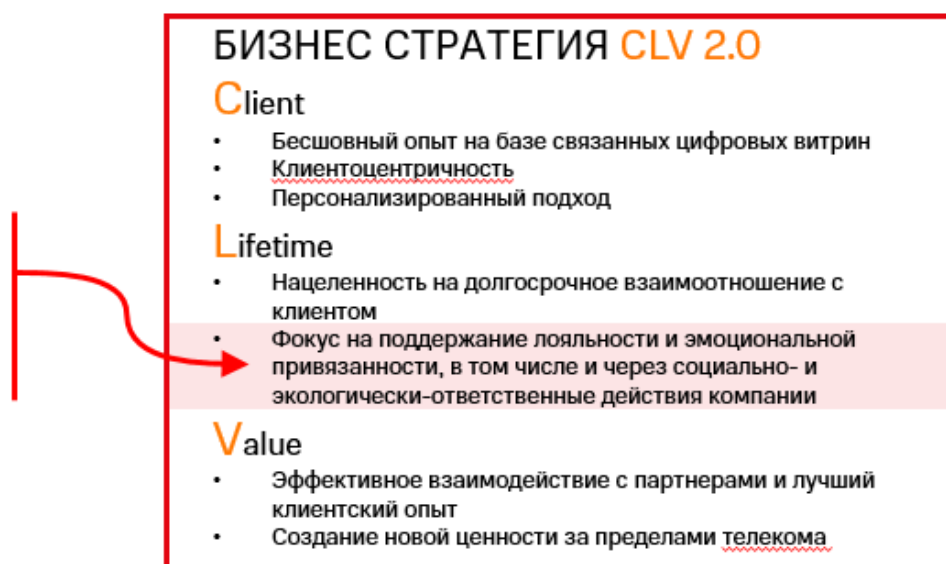 БИЗНЕС СТРАТЕГИЯ CLV 2.0
Client
• Бесшовный опыт на базе связанных цифровых витрин
• Клиентоцентричность
• Персонализированный подход
Lifetime
• Нацеленность на долгосрочное взаимоотношение с
клиентом
• Фокус на поддержание лояльности и эмоциональной
привязанности, в том числе и через социально- и
экологически-ответственные действия компании
Value
• Эффективное взаимодействие с партнерами и лучший
клиентский опыт
• Создание новой ценности за пределами телекома